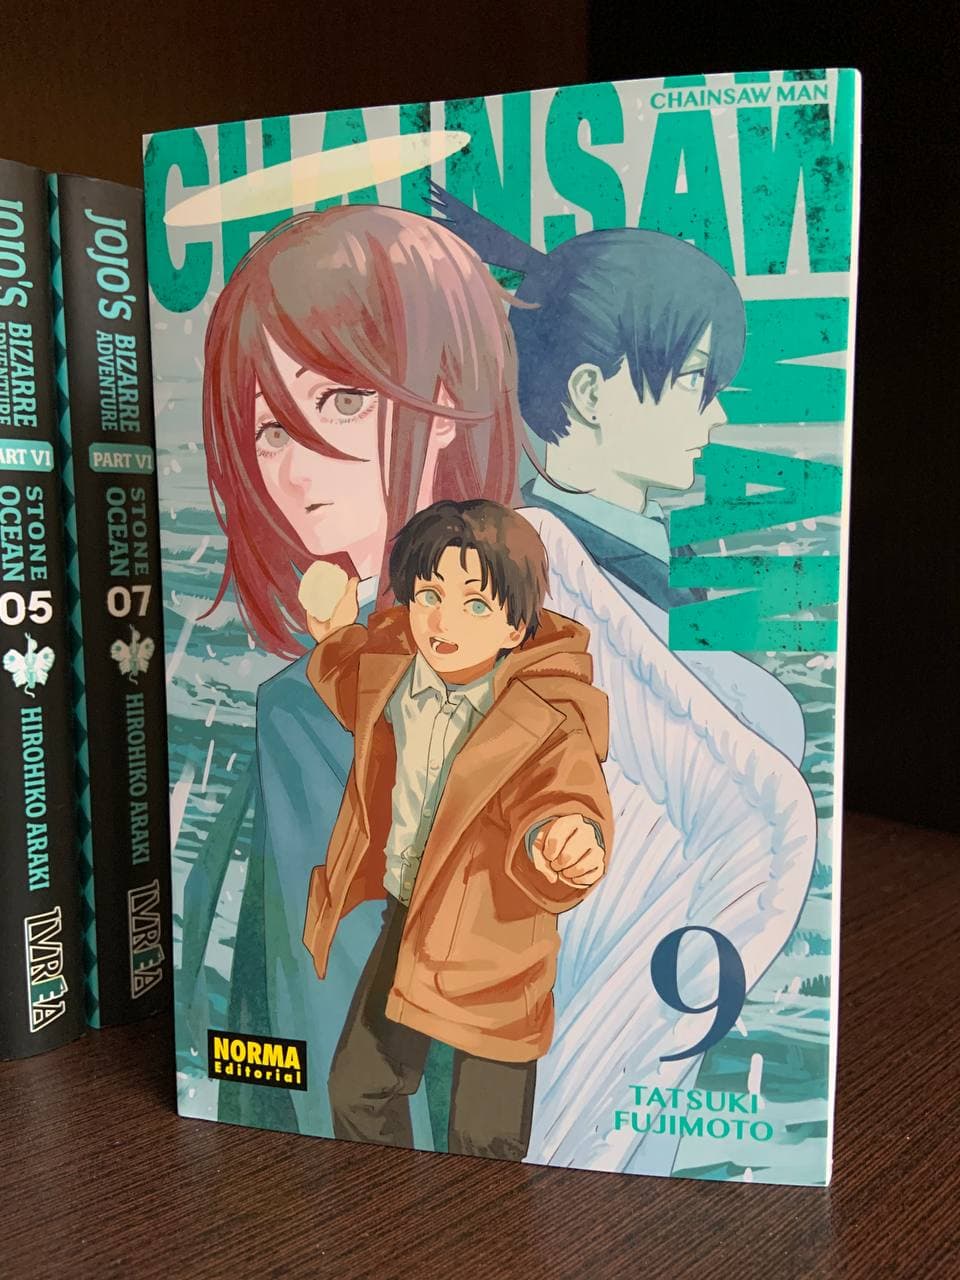 JOJO'S BIZARRE ADVENTURE
PART VI
STONE OCEAN
05
HIROHIKO ARAKI
IVREA
JOJO'S BIZARRE ADVENTURE
PART VI
STONE OCEAN
07
HIROHIKO ARAKI
IVREA
CHAINSAW MAN
CHAINSAW
MAN
9
NORMA
Editorial
TATSUKI
FUJIMOTO